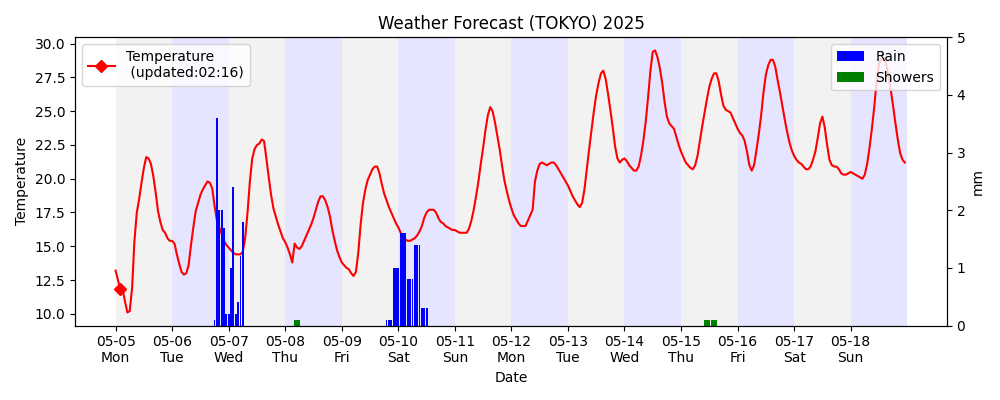 Weather Forecast (TOKYO) 2025
Temperature
(updated:02:16)
Rain
Showers
30.0
27.5
25.0
22.5
20.0
17.5
15.0
12.5
10.0
Temperature
5
4
3
2
1
0
mm
05-05 05-06 05-07 05-08 05-09 05-10 05-11 05-12 05-13 05-14 05-15 05-16 05-17 05-18
Mon Tue Wed Thu Fri Sat Sun Mon Tue Wed Thu Fri Sat Sun
Date